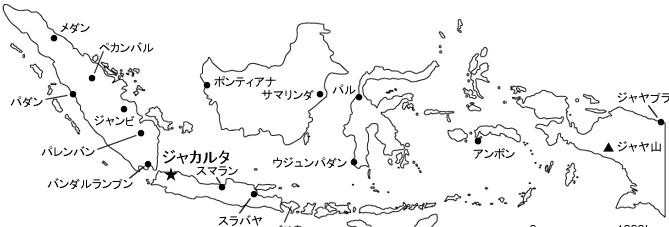 メダン
ペカンバル
パダン
ジャンビ
パレンバン
バンダルランプン
ジャカルタ
スマラン
スラバヤ
ポンティアナ
サマリンダ
パル
ウジュンパダン
アンボン
ジャヤプラ
ジャヤ山